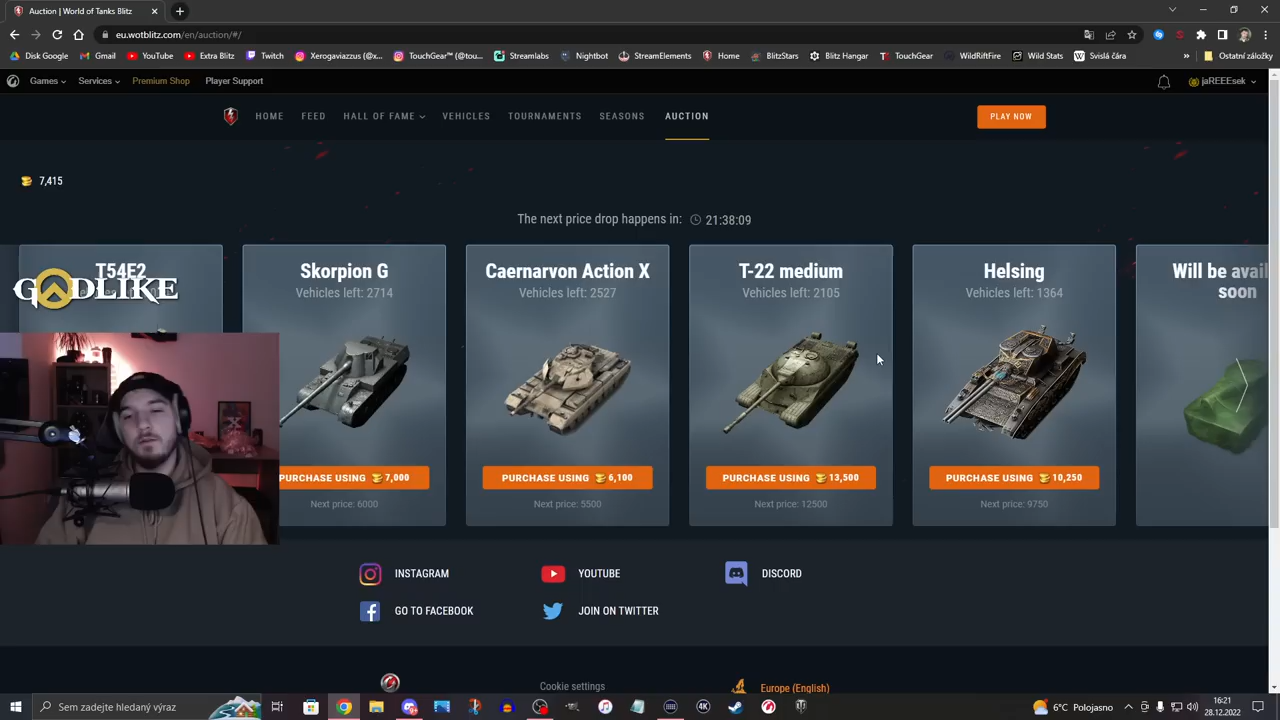 Auction | World of Tanks Blitz
eu.wotblitz.com/en/auction/#/
Disk Google
Gmail
YouTube
Extra Blitz
Twitch
Xerogaviazzus (@x...
TouchGear™ (@tou...
Streamlabs
Nightbot
StreamElements
Home
BlitzStars
Blitz Hangar
TouchGear
WildRiftFire
Wild Stats
Svislá čára
»
Ostatní záložky
Games
Services
Premium Shop
Player Support
jaREEEsek
HOME
FEED
HALL OF FAME
VEHICLES
TOURNAMENTS
SEASONS
AUCTION
PLAY NOW
7,415
The next price drop happens in: 21:38:09
T54E2
GODLIKE
Skorpion G
Vehicles left: 2714
PURCHASE USING 7,000
Next price: 6000
Caernarvon Action X
Vehicles left: 2527
PURCHASE USING 6,100
Next price: 5500
T-22 medium
Vehicles left: 2105
PURCHASE USING 13,500
Next price: 12500
Helsing
Vehicles left: 1364
PURCHASE USING 10,250
Next price: 9750
Will be avai
soon
INSTAGRAM
YOUTUBE
DISCORD
GO TO FACEBOOK
JOIN ON TWITTER
Cookie settings
Europe (English)
Sem zadejte hledaný výraz
4K
6°C Polojasno
16:21
28.12.2022